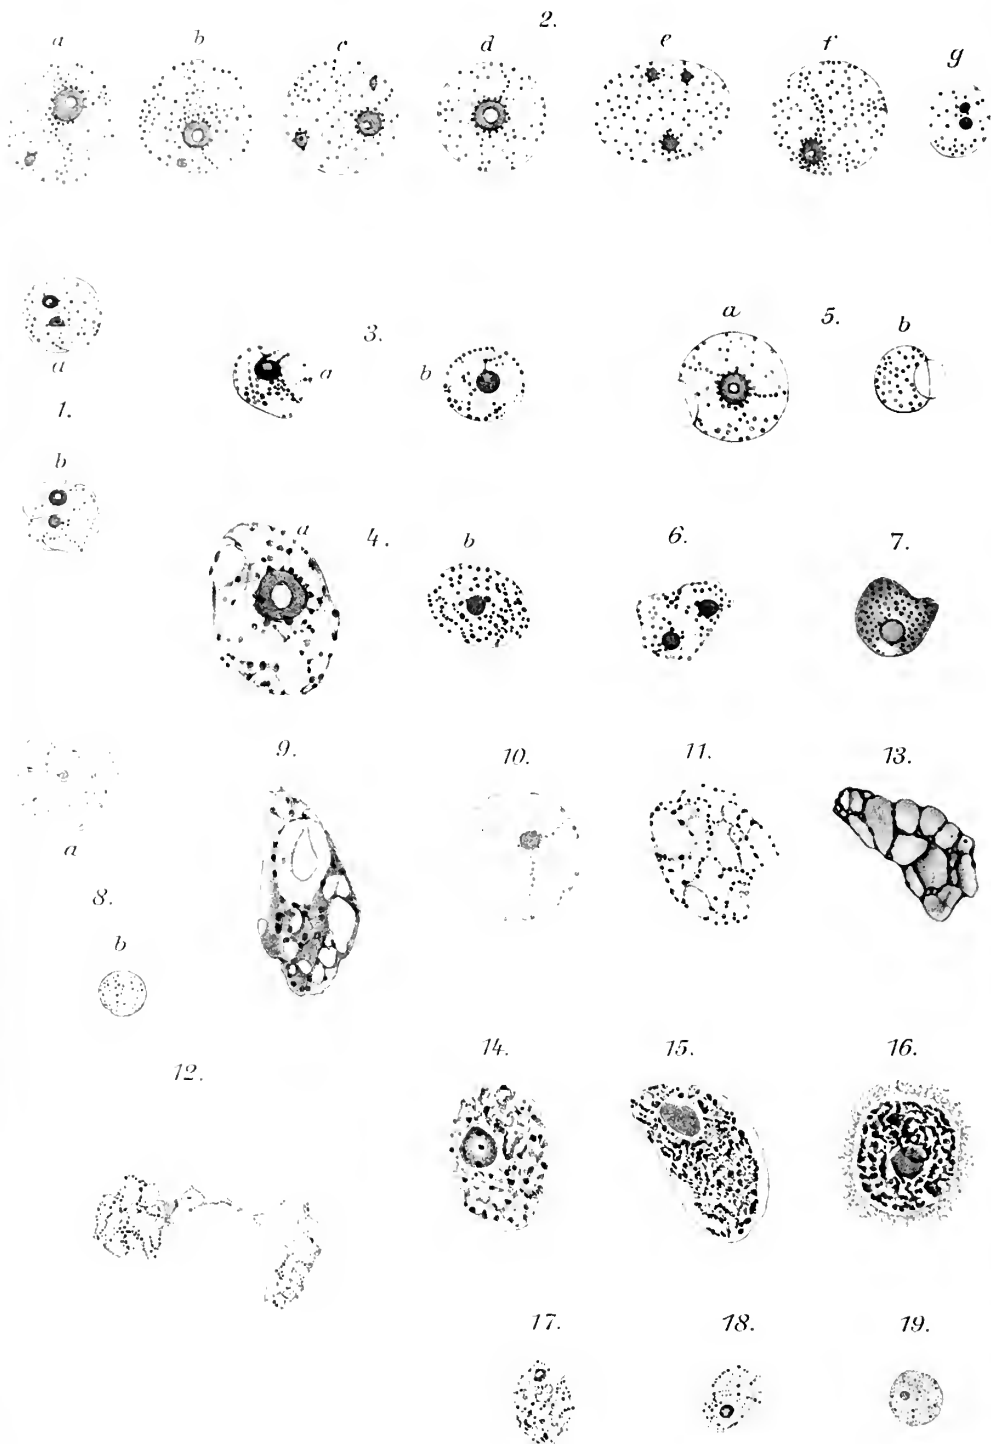 2.
a b c d e f g
3.
a b
a 5. b
a
1.
b
a 4. b 6. 7.
9. 10. 11. 13.
a
8.
b
14. 15. 16.
12.
17. 18. 19.